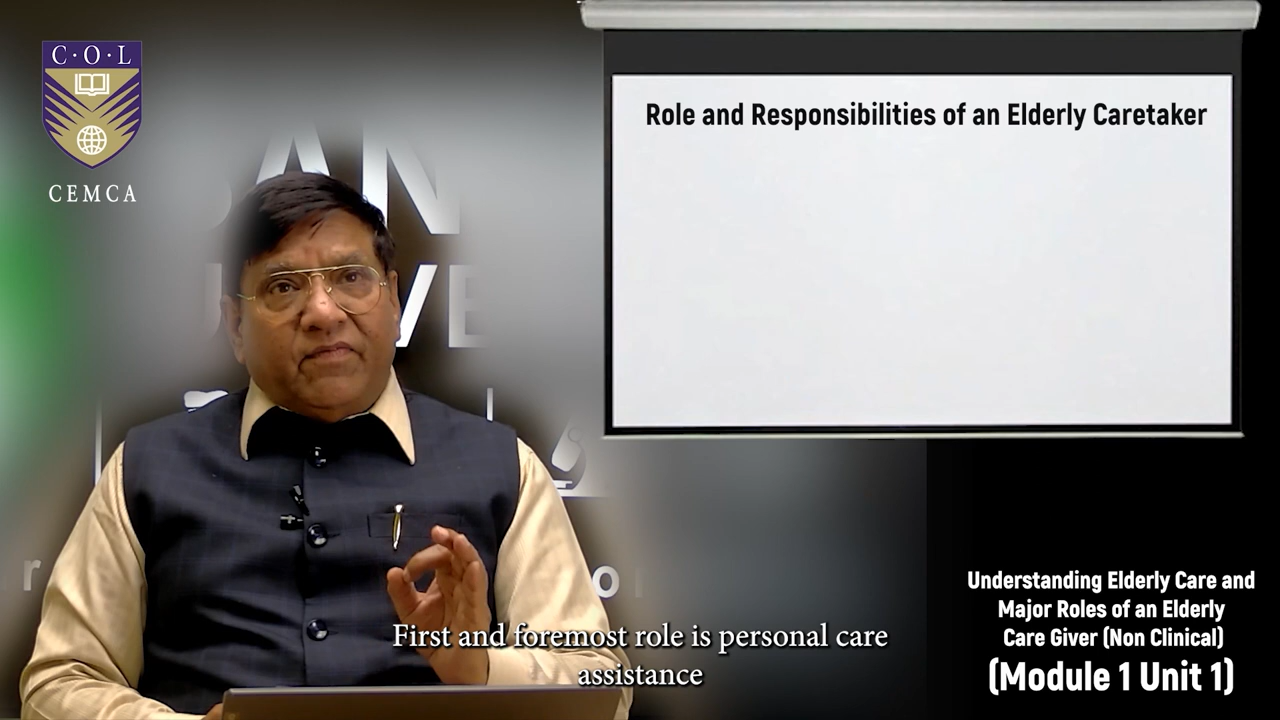 C·O·L
CEMCA
Role and Responsibilities of an Elderly Caretaker
First and foremost role is personal care
assistance
Understanding Elderly Care and
Major Roles of an Elderly
Care Giver (Non Clinical)
(Module 1 Unit 1)